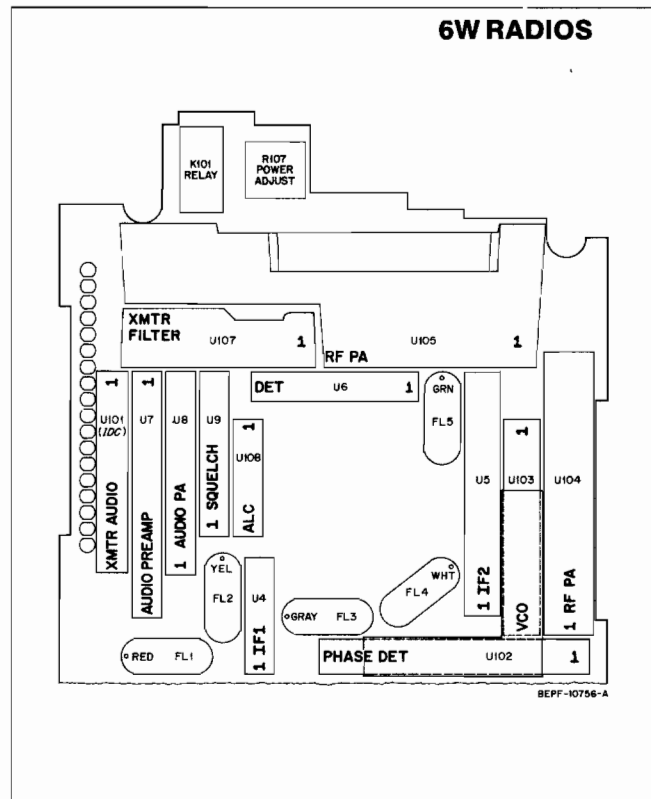 6W RADIOS
K101
RELAY
R107
POWER
ADJUST
XMTR
FILTER
U107
1
RF PA
U105
1
DET
U6
1
GRN
FL5
1
U101
(IDC)
XMTR AUDIO
1
U7
AUDIO PREAMP
U8
1 AUDIO PA
U9
1 SQUELCH
1
U108
ALC
U5
1 IF2
1
U103
VCO
U104
1 RF PA
YEL
FL2
U4
1 IF1
GRAY FL3
WHT
FL4
RED FL1
PHASE DET U102 1
BEPF-10756-A